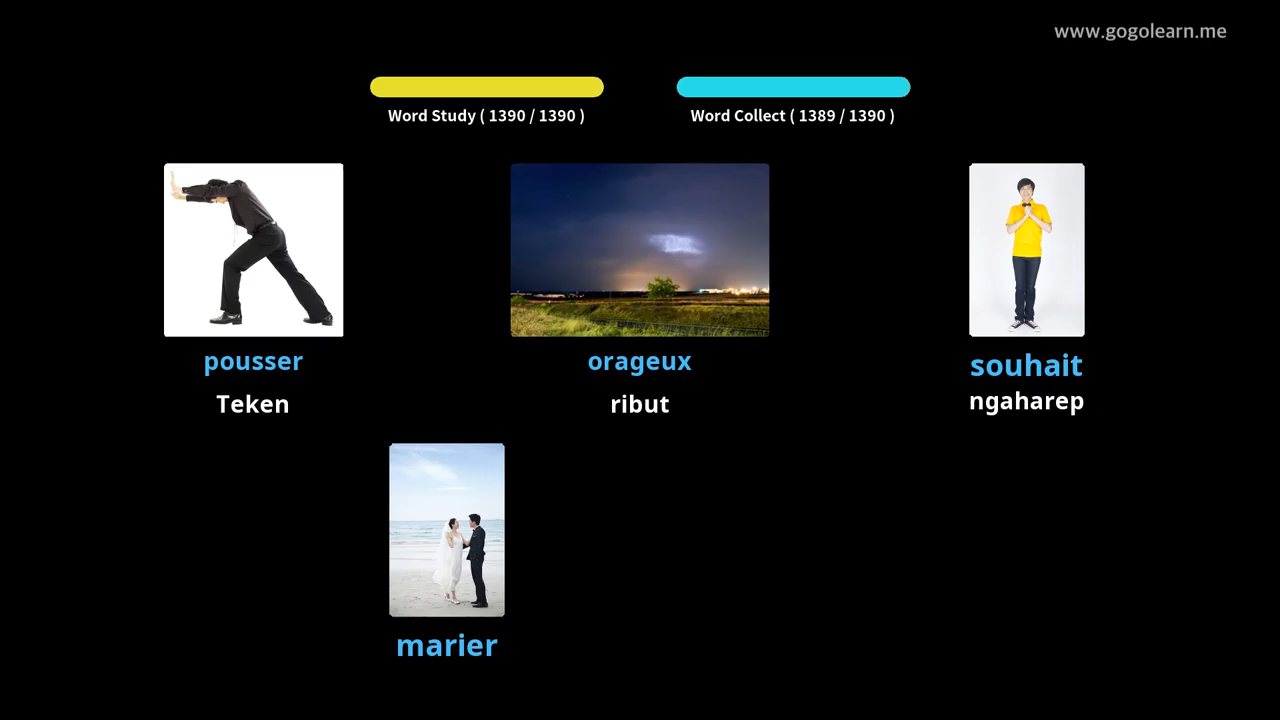 www.gogolearn.me
Word Study ( 1390 / 1390 )
Word Collect ( 1389 / 1390 )
pousser
orageux
souhait
Teken
ribut
ngaharep
marier